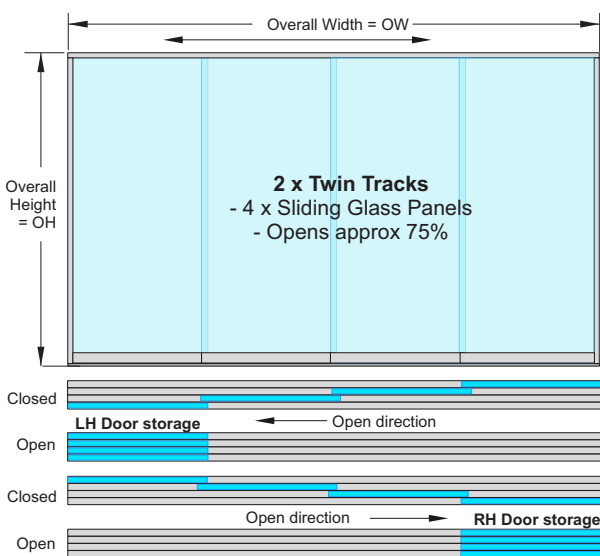 Overall Width = OW
Overall
Height
= OH
2 x Twin Tracks
- 4 x Sliding Glass Panels
- Opens approx 75%
Closed
LH Door storage
Open direction
Open
Closed
Open direction
RH Door storage
Open